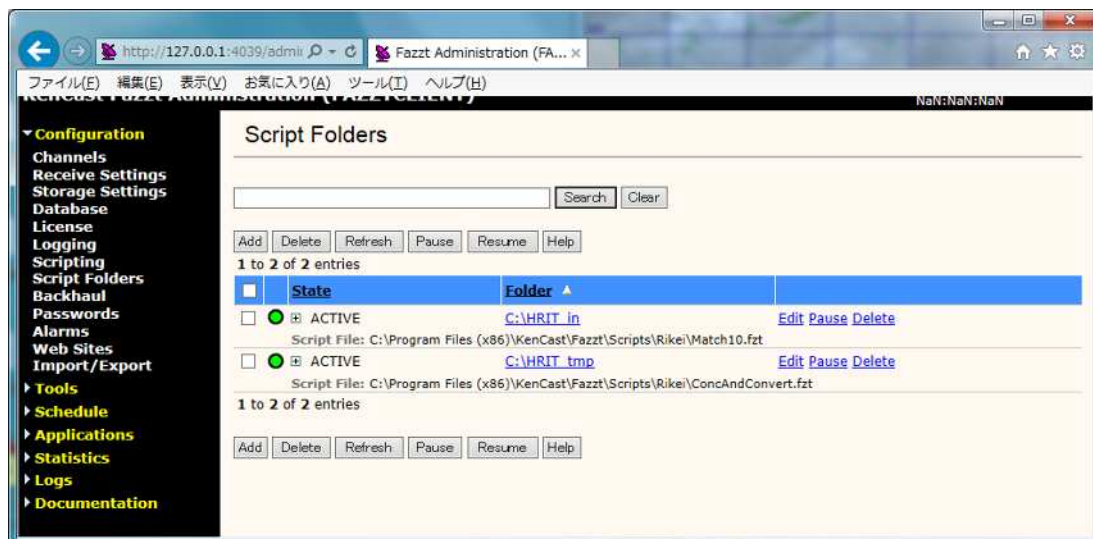 http://127.0.0.1:4039/admi
Fazzt Administration (FA... ×
ファイル(F) 編集(E) 表示(V) お気に入り(A) ツール(T) ヘルプ(H)
KenCast Fazzt Administration (FAZZTCLIENT)
NaN:NaN:NaN
Configuration
Channels
Receive Settings
Storage Settings
Database
License
Logging
Scripting
Script Folders
Backhaul
Passwords
Alarms
Web Sites
Import/Export
Tools
Schedule
Applications
Statistics
Logs
Documentation
Script Folders
Search Clear
Add Delete Refresh Pause Resume Help
1 to 2 of 2 entries
State Folder
ACTIVE C:\HRIT_in Edit Pause Delete
Script File: C:\Program Files (x86)\KenCast\Fazzt\Scripts\Rikei\Match10.fzt
ACTIVE C:\HRIT_tmp Edit Pause Delete
Script File: C:\Program Files (x86)\KenCast\Fazzt\Scripts\Rikei\ConcAndConvert.fzt
1 to 2 of 2 entries
Add Delete Refresh Pause Resume Help